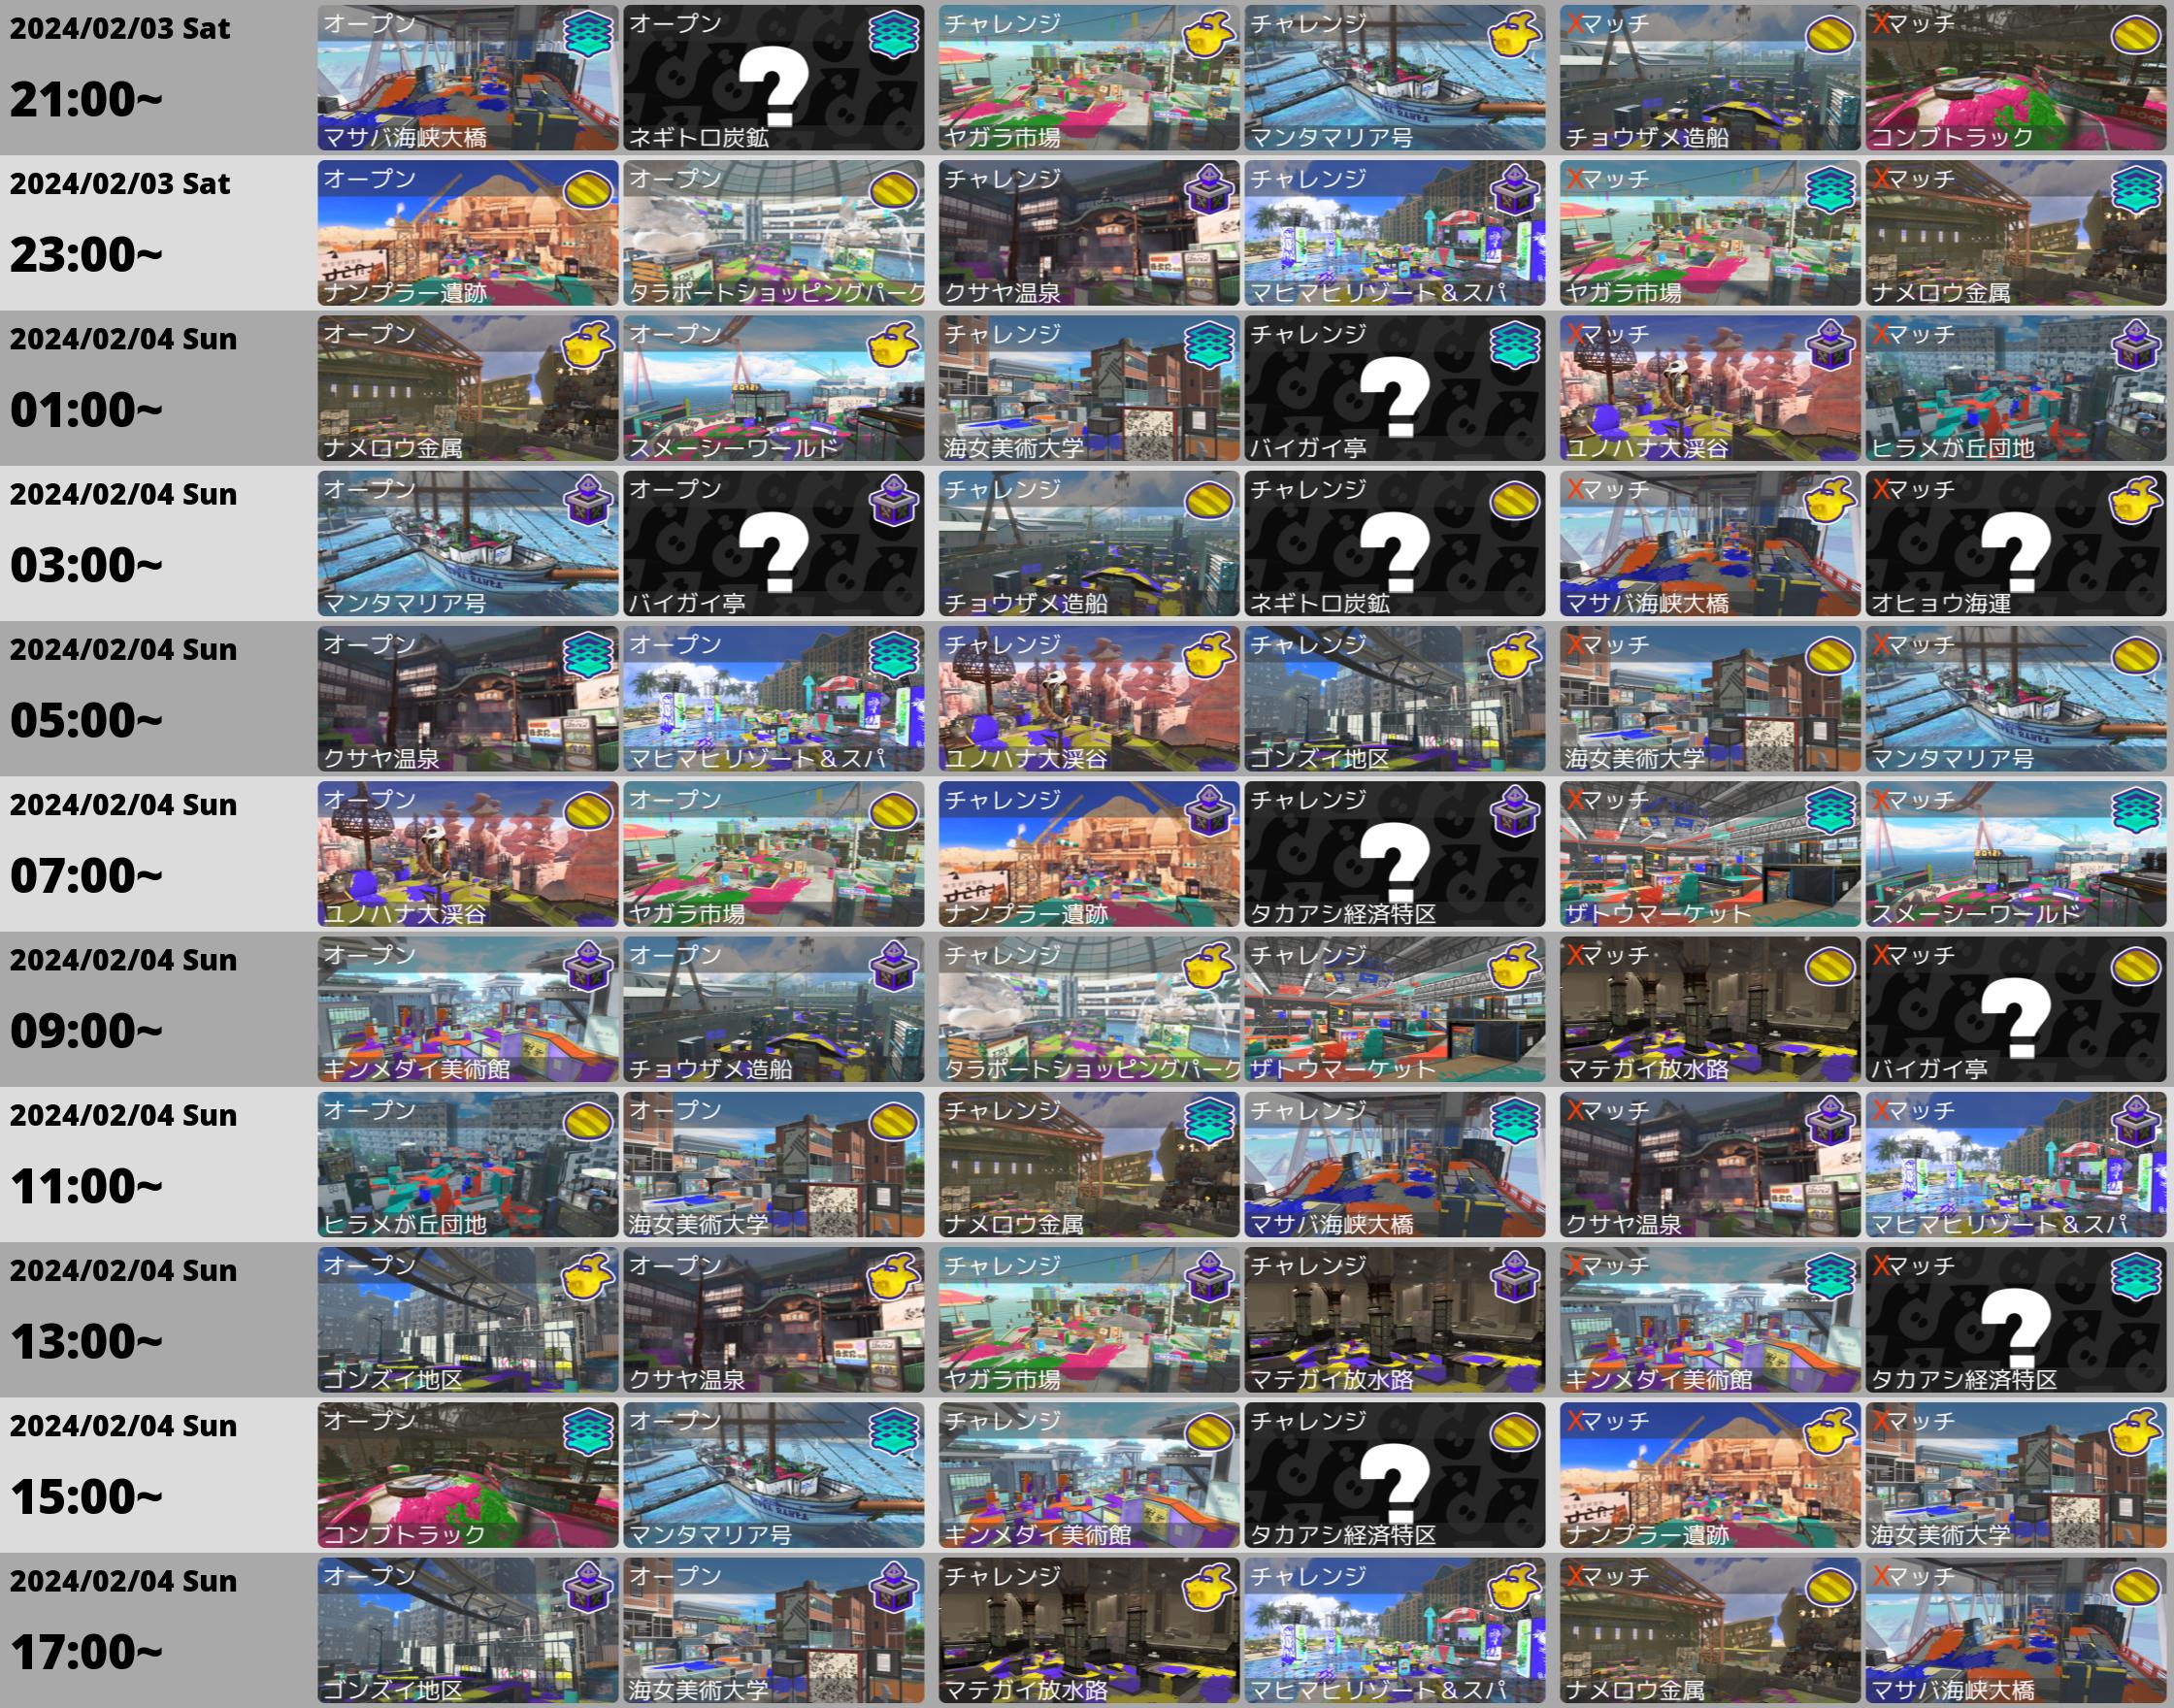 2024/02/03 Sat
21:00~
オープン
マサバ海峡大橋
オープン
ネギトロ炭鉱
チャレンジ
ヤガラ市場
チャレンジ
マンタマリア号
Xマッチ
チョウザメ造船
Xマッチ
コンブトラック
2024/02/03 Sat
23:00~
オープン
ナンプラー遺跡
オープン
タラポートショッピングパーク
チャレンジ
クサヤ温泉
チャレンジ
マヒマヒリゾート&スパ
Xマッチ
ヤガラ市場
Xマッチ
ナメロウ金属
2024/02/04 Sun
01:00~
オープン
ナメロウ金属
オープン
スメーシーワールド
チャレンジ
海女美術大学
チャレンジ
バイガイ亭
Xマッチ
ユノハナ大渓谷
Xマッチ
ヒラメが丘団地
2024/02/04 Sun
03:00~
オープン
マンタマリア号
オープン
バイガイ亭
チャレンジ
チョウザメ造船
チャレンジ
ネギトロ炭鉱
Xマッチ
マサバ海峡大橋
Xマッチ
オヒョウ海運
2024/02/04 Sun
05:00~
オープン
クサヤ温泉
オープン
マヒマヒリゾート&スパ
チャレンジ
ユノハナ大渓谷
チャレンジ
ゴンズイ地区
Xマッチ
海女美術大学
Xマッチ
マンタマリア号
2024/02/04 Sun
07:00~
オープン
ユノハナ大渓谷
オープン
ヤガラ市場
チャレンジ
ナンプラー遺跡
チャレンジ
タカアシ経済特区
Xマッチ
ザトウマーケット
Xマッチ
スメーシーワールド
2024/02/04 Sun
09:00~
オープン
キンメダイ美術館
オープン
チョウザメ造船
チャレンジ
タラポートショッピングパーク
チャレンジ
ザトウマーケット
Xマッチ
マテガイ放水路
Xマッチ
バイガイ亭
2024/02/04 Sun
11:00~
オープン
ヒラメが丘団地
オープン
海女美術大学
チャレンジ
ナメロウ金属
チャレンジ
マサバ海峡大橋
Xマッチ
クサヤ温泉
Xマッチ
マヒマヒリゾート&スパ
2024/02/04 Sun
13:00~
オープン
ゴンズイ地区
オープン
クサヤ温泉
チャレンジ
ヤガラ市場
チャレンジ
マテガイ放水路
Xマッチ
キンメダイ美術館
Xマッチ
タカアシ経済特区
2024/02/04 Sun
15:00~
オープン
コンブトラック
オープン
マンタマリア号
チャレンジ
キンメダイ美術館
チャレンジ
タカアシ経済特区
Xマッチ
ナンプラー遺跡
Xマッチ
海女美術大学
2024/02/04 Sun
17:00~
オープン
ゴンズイ地区
オープン
海女美術大学
チャレンジ
マテガイ放水路
チャレンジ
マヒマヒリゾート&スパ
Xマッチ
ナメロウ金属
Xマッチ
マサバ海峡大橋